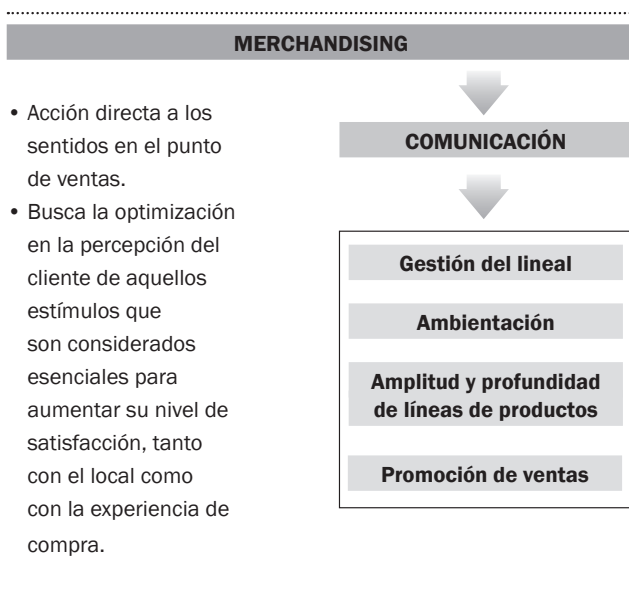 MERCHANDISING
• Acción directa a los
sentidos en el punto
de ventas.
• Busca la optimización
en la percepción del
cliente de aquellos
estímulos que
son considerados
esenciales para
aumentar su nivel de
satisfacción, tanto
con el local como
con la experiencia de
compra.
COMUNICACIÓN
Gestión del lineal
Ambientación
Amplitud y profundidad
de líneas de productos
Promoción de ventas